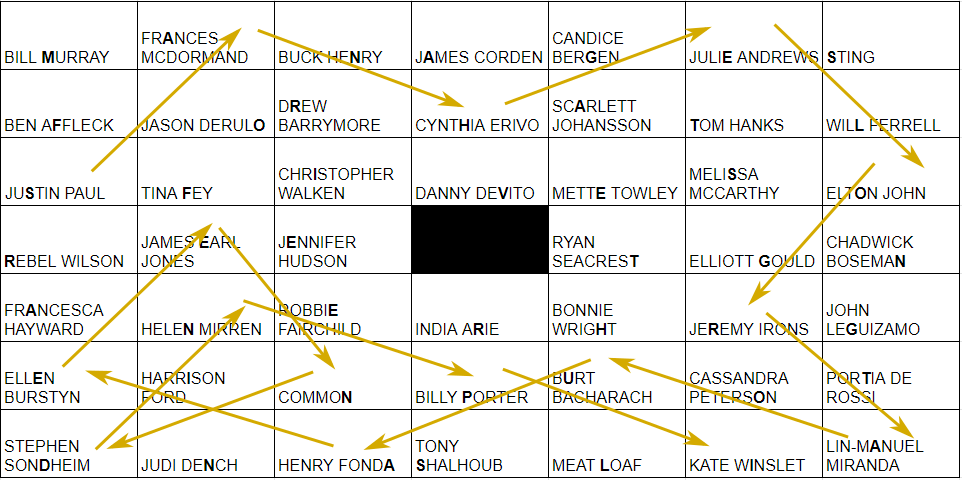 BILL MURRAY
FRANCES
MCDORMAND
BUCK HENRY
JAMES CORDEN
CANDICE
BERGEN
JULIE ANDREWS
STING
BEN AFFLECK
JASON DERULO
DREW
BARRYMORE
CYNTHIA ERIVO
SCARLETT
JOHANSSON
TOM HANKS
WILL FERRELL
JUSTIN PAUL
TINA FEY
CHRISTOPHER
WALKEN
DANNY DEVITO
METTE TOWLEY
MELISSA
MCCARTHY
ELTON JOHN
REBEL WILSON
JAMES EARL
JONES
JENNIFER
HUDSON
RYAN
SEACREST
ELLIOTT GOULD
CHADWICK
BOSEMAN
FRANCESCA
HAYWARD
HELEN MIRREN
ROBBIE
FAIRCHILD
INDIA ARIE
BONNIE
WRIGHT
JEREMY IRONS
JOHN
LEGUIZAMO
ELLEN
BURSTYN
HARRISON
FORD
COMMON
BILLY PORTER
BURT
BACHARACH
CASSANDRA
PETERSON
PORTIA DE
ROSSI
STEPHEN
SONDHEIM
JUDI DENCH
HENRY FONDA
TONY
SHALHOUB
MEAT LOAF
KATE WINSLET
LIN-MANUEL
MIRANDA